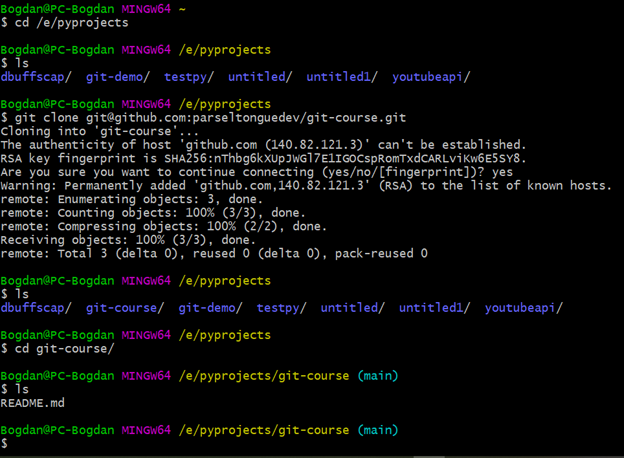 Bogdan@PC-Bogdan MINGW64 ~
$ cd /e/pyprojects
Bogdan@PC-Bogdan MINGW64 /e/pyprojects
$ ls
dbuffscap/ git-demo/ testpy/ untitled/ untitled1/ youtubeapi/
Bogdan@PC-Bogdan MINGW64 /e/pyprojects
$ git clone git@github.com:parseltonguedev/git-course.git
Cloning into 'git-course'...
The authenticity of host 'github.com (140.82.121.3)' can't be established.
RSA key fingerprint is SHA256:nThbg6kXUpJWGl7E1IGOCspRomTxdCARLviKw6E5SY8.
Are you sure you want to continue connecting (yes/no/[fingerprint])? yes
Warning: Permanently added 'github.com,140.82.121.3' (RSA) to the list of known hosts.
remote: Enumerating objects: 3, done.
remote: Counting objects: 100% (3/3), done.
remote: Compressing objects: 100% (2/2), done.
Receiving objects: 100% (3/3), done.
remote: Total 3 (delta 0), reused 0 (delta 0), pack-reused 0
Bogdan@PC-Bogdan MINGW64 /e/pyprojects
$ ls
dbuffscap/ git-course/ git-demo/ testpy/ untitled/ untitled1/ youtubeapi/
Bogdan@PC-Bogdan MINGW64 /e/pyprojects
$ cd git-course/
Bogdan@PC-Bogdan MINGW64 /e/pyprojects/git-course (main)
$ ls
README.md
Bogdan@PC-Bogdan MINGW64 /e/pyprojects/git-course (main)
$